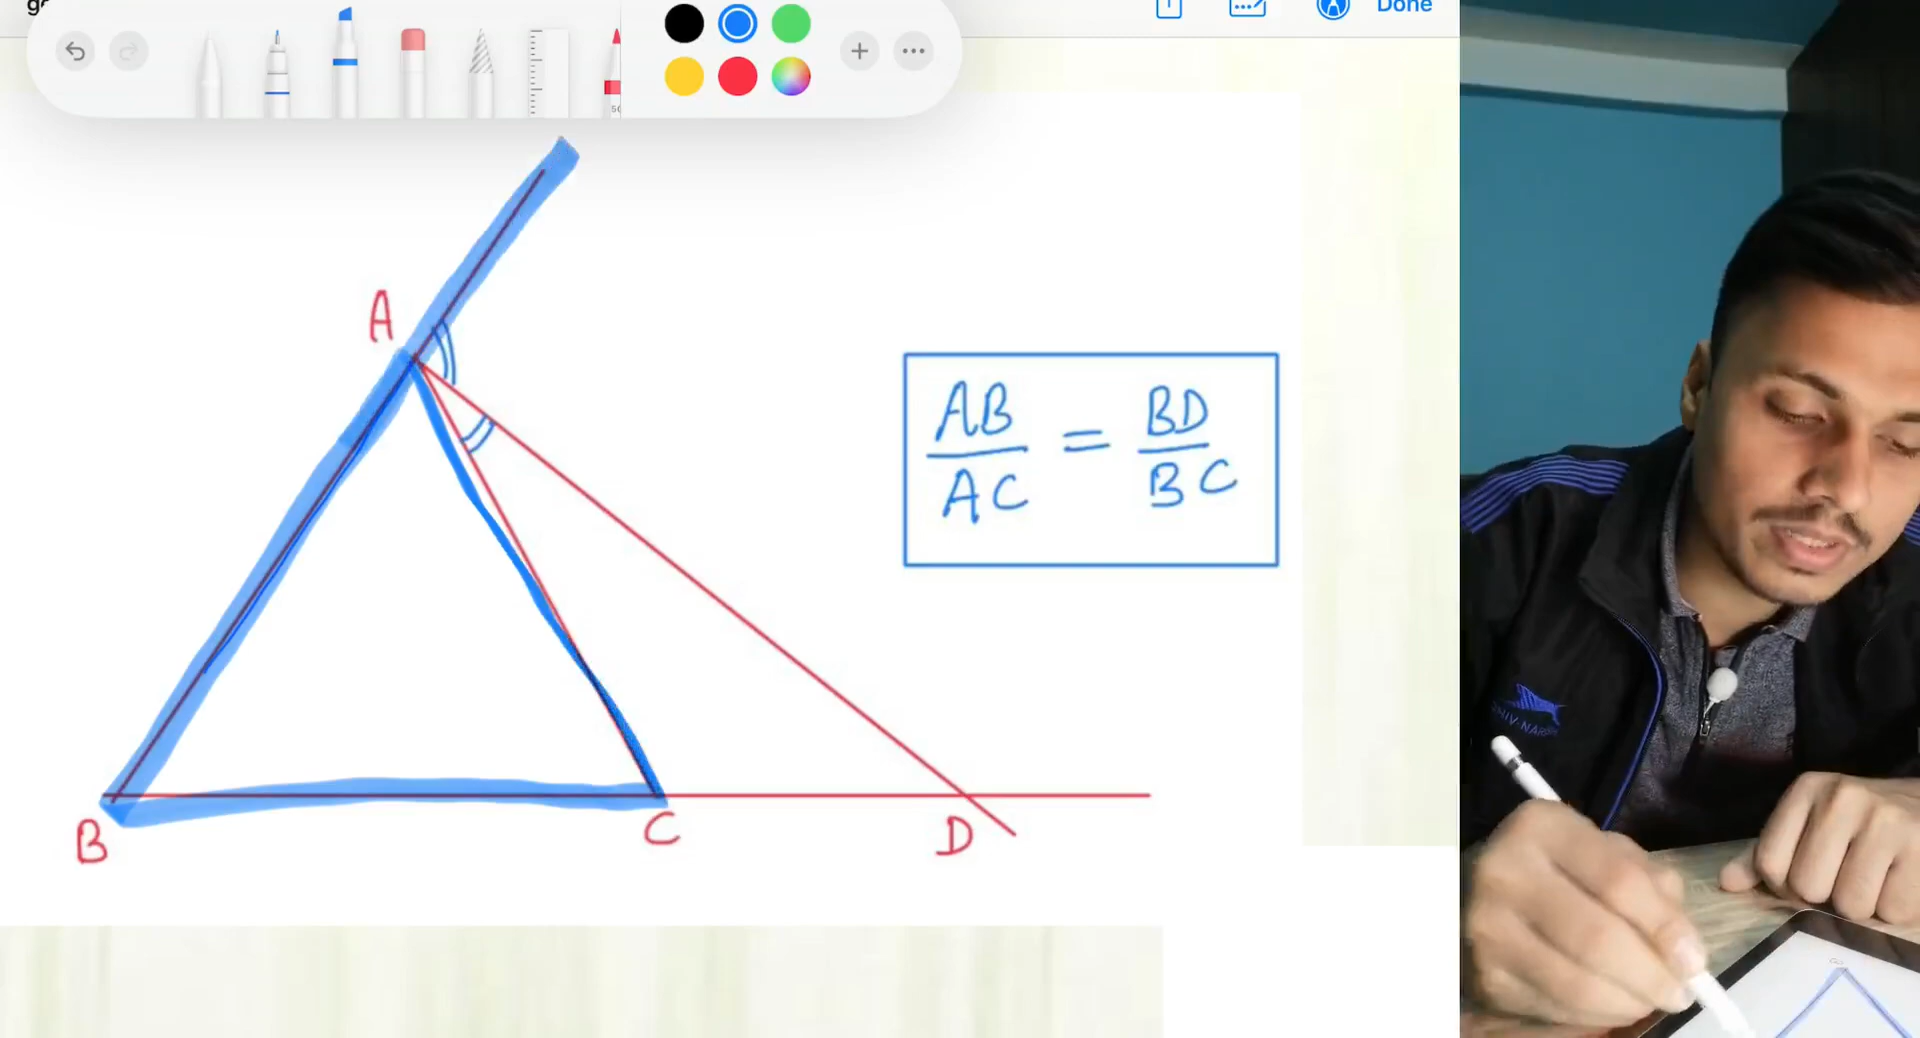 Done
A
AB = BD
AC BC
B C D